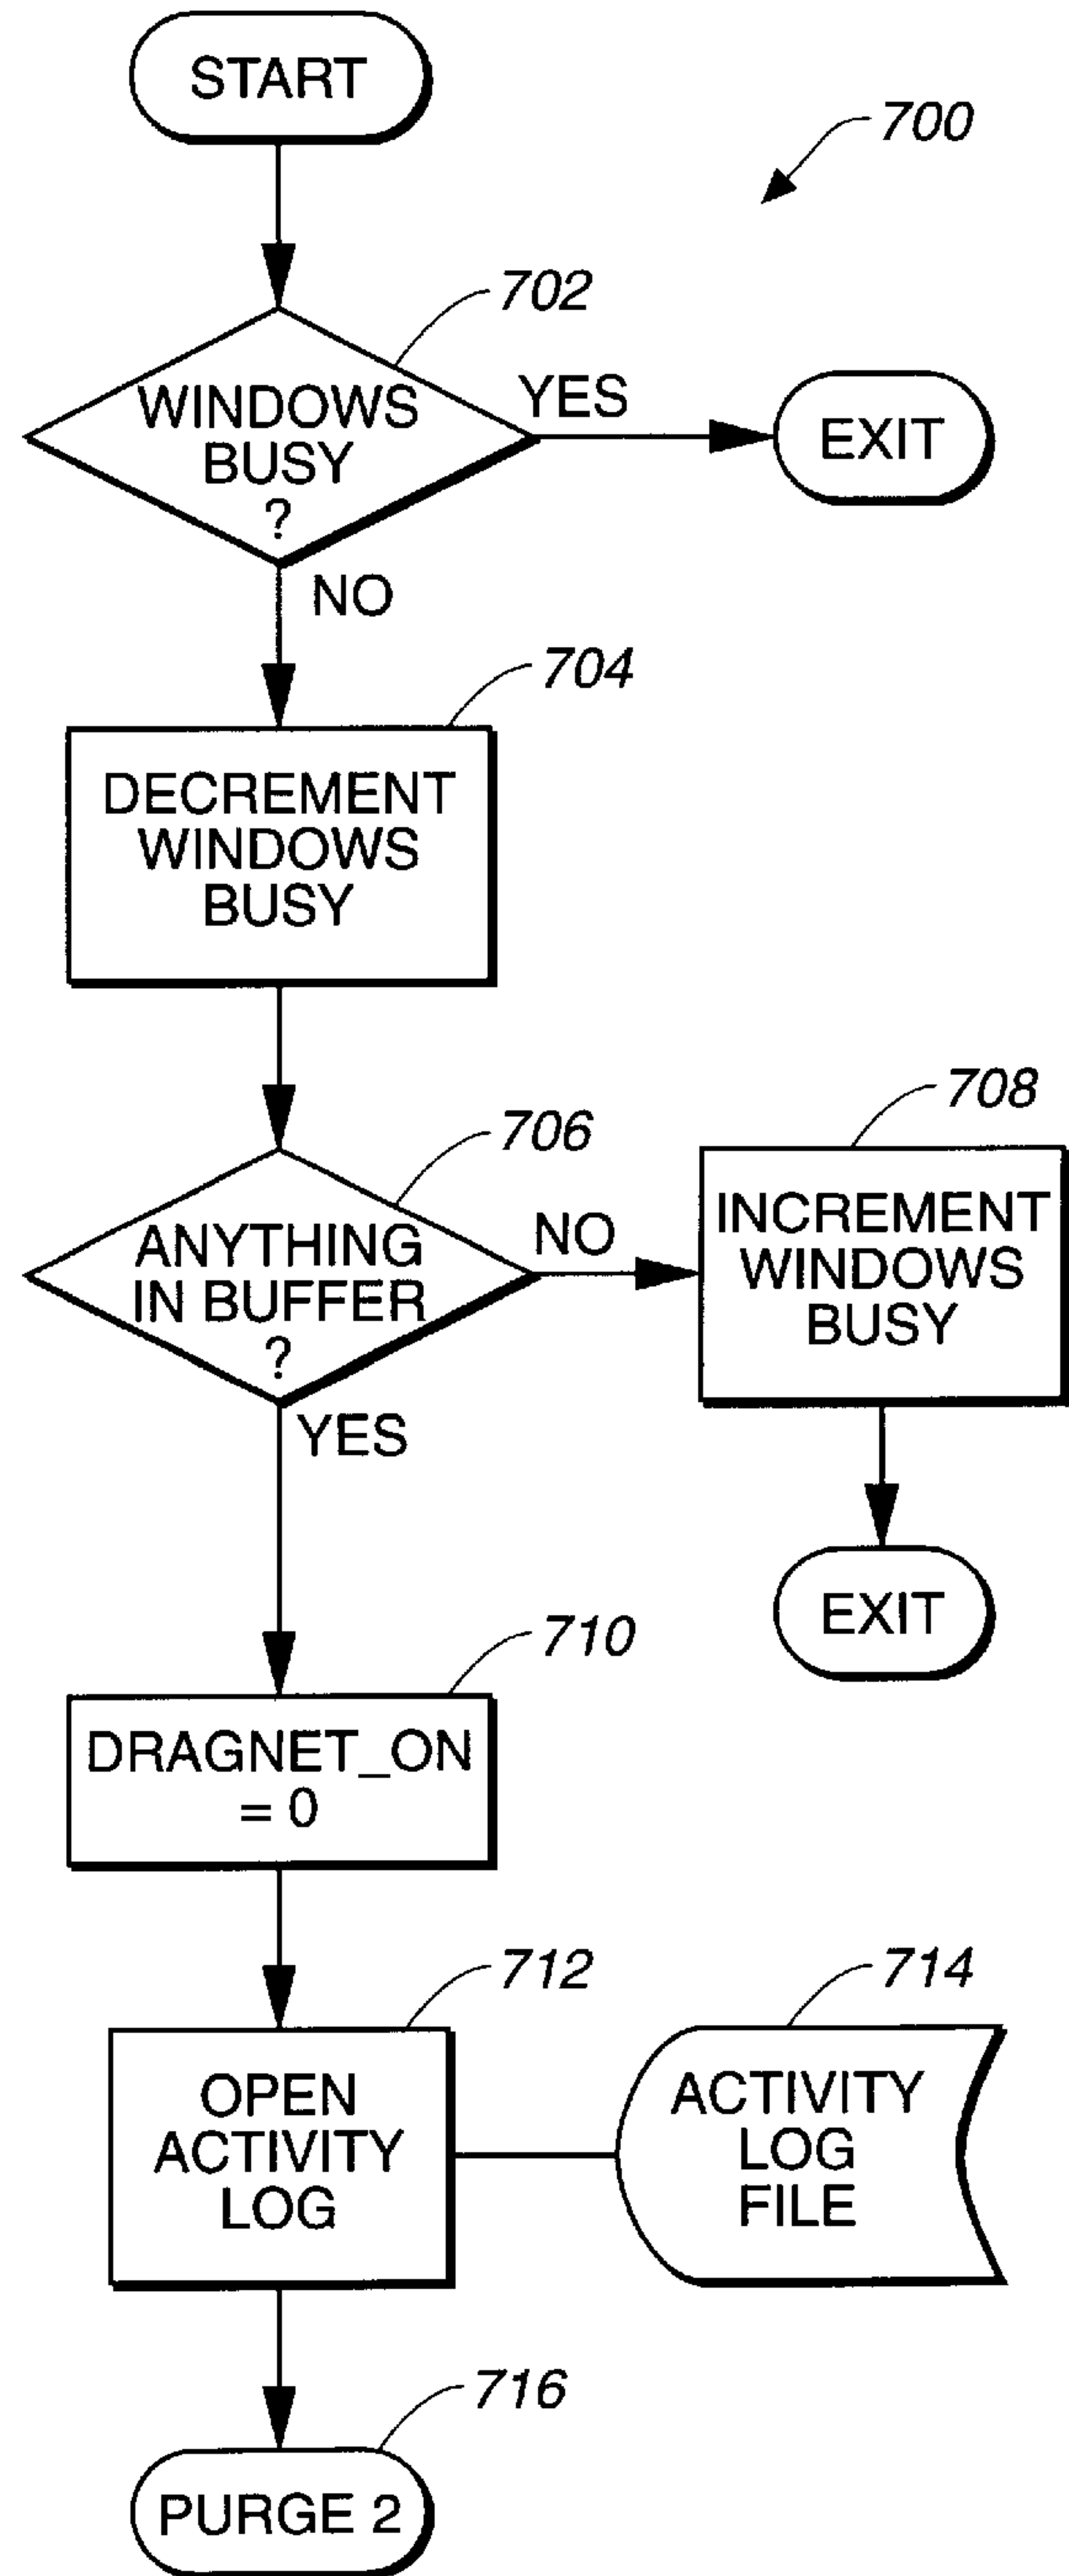 START
700
702
WINDOWS
BUSY
?
YES
EXIT
NO
704
DECREMENT
WINDOWS
BUSY
706
ANYTHING
IN BUFFER
?
NO
708
INCREMENT
WINDOWS
BUSY
EXIT
YES
710
DRAGNET_ON
= 0
712
OPEN
ACTIVITY
LOG
714
ACTIVITY
LOG
FILE
716
PURGE 2